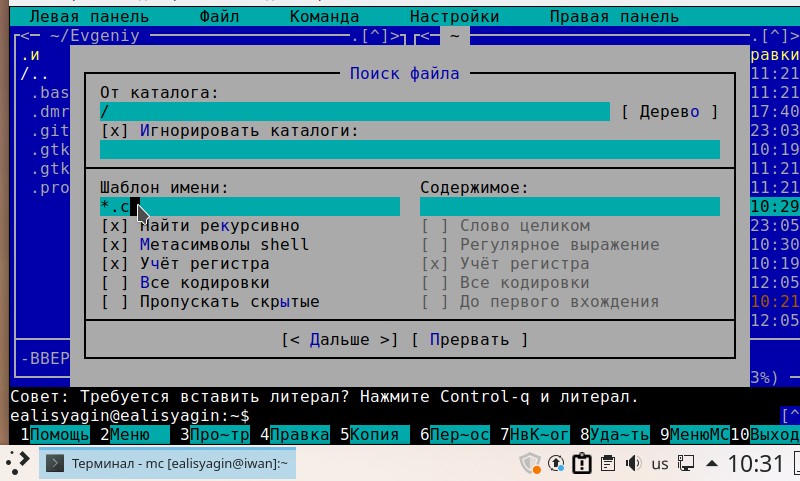 Левая панель Файл Команда Настройки Правая панель
<— ~/Evgeniy .[^]> <— ~ .[^]>
.и равки
/.. 11:21
.bas 11:21
.dmr 17:40
.git 23:03
.gtk 10:19
.gtk 11:21
.pro 11:21
10:29
23:05
10:30
10:19
12:05
10:21
12:05
Поиск файла
От каталога:
/ [ Дерево ]
[x] Игнорировать каталоги:
Шаблон имени: Содержимое:
*.c
[x] Найти рекурсивно [ ] Слово целиком
[x] Метасимволы shell [ ] Регулярное выражение
[x] Учёт регистра [x] Учёт регистра
[ ] Все кодировки [ ] Все кодировки
[ ] Пропускать скрытые [ ] До первого вхождения
[< Дальше >] [ Прервать ]
-ВВЕР 3%)
Совет: Требуется вставить литерал? Нажмите Control-q и литерал.
ealisyagin@ealisyagin:~$ [^
1Помощь 2Меню 3Про~тр 4Правка 5Копия 6Пер~ос 7НвК~ог 8Уда~ть 9МенюMC 10Выход
Терминал - mc [ealisyagin@iwan]:~ us 10:31